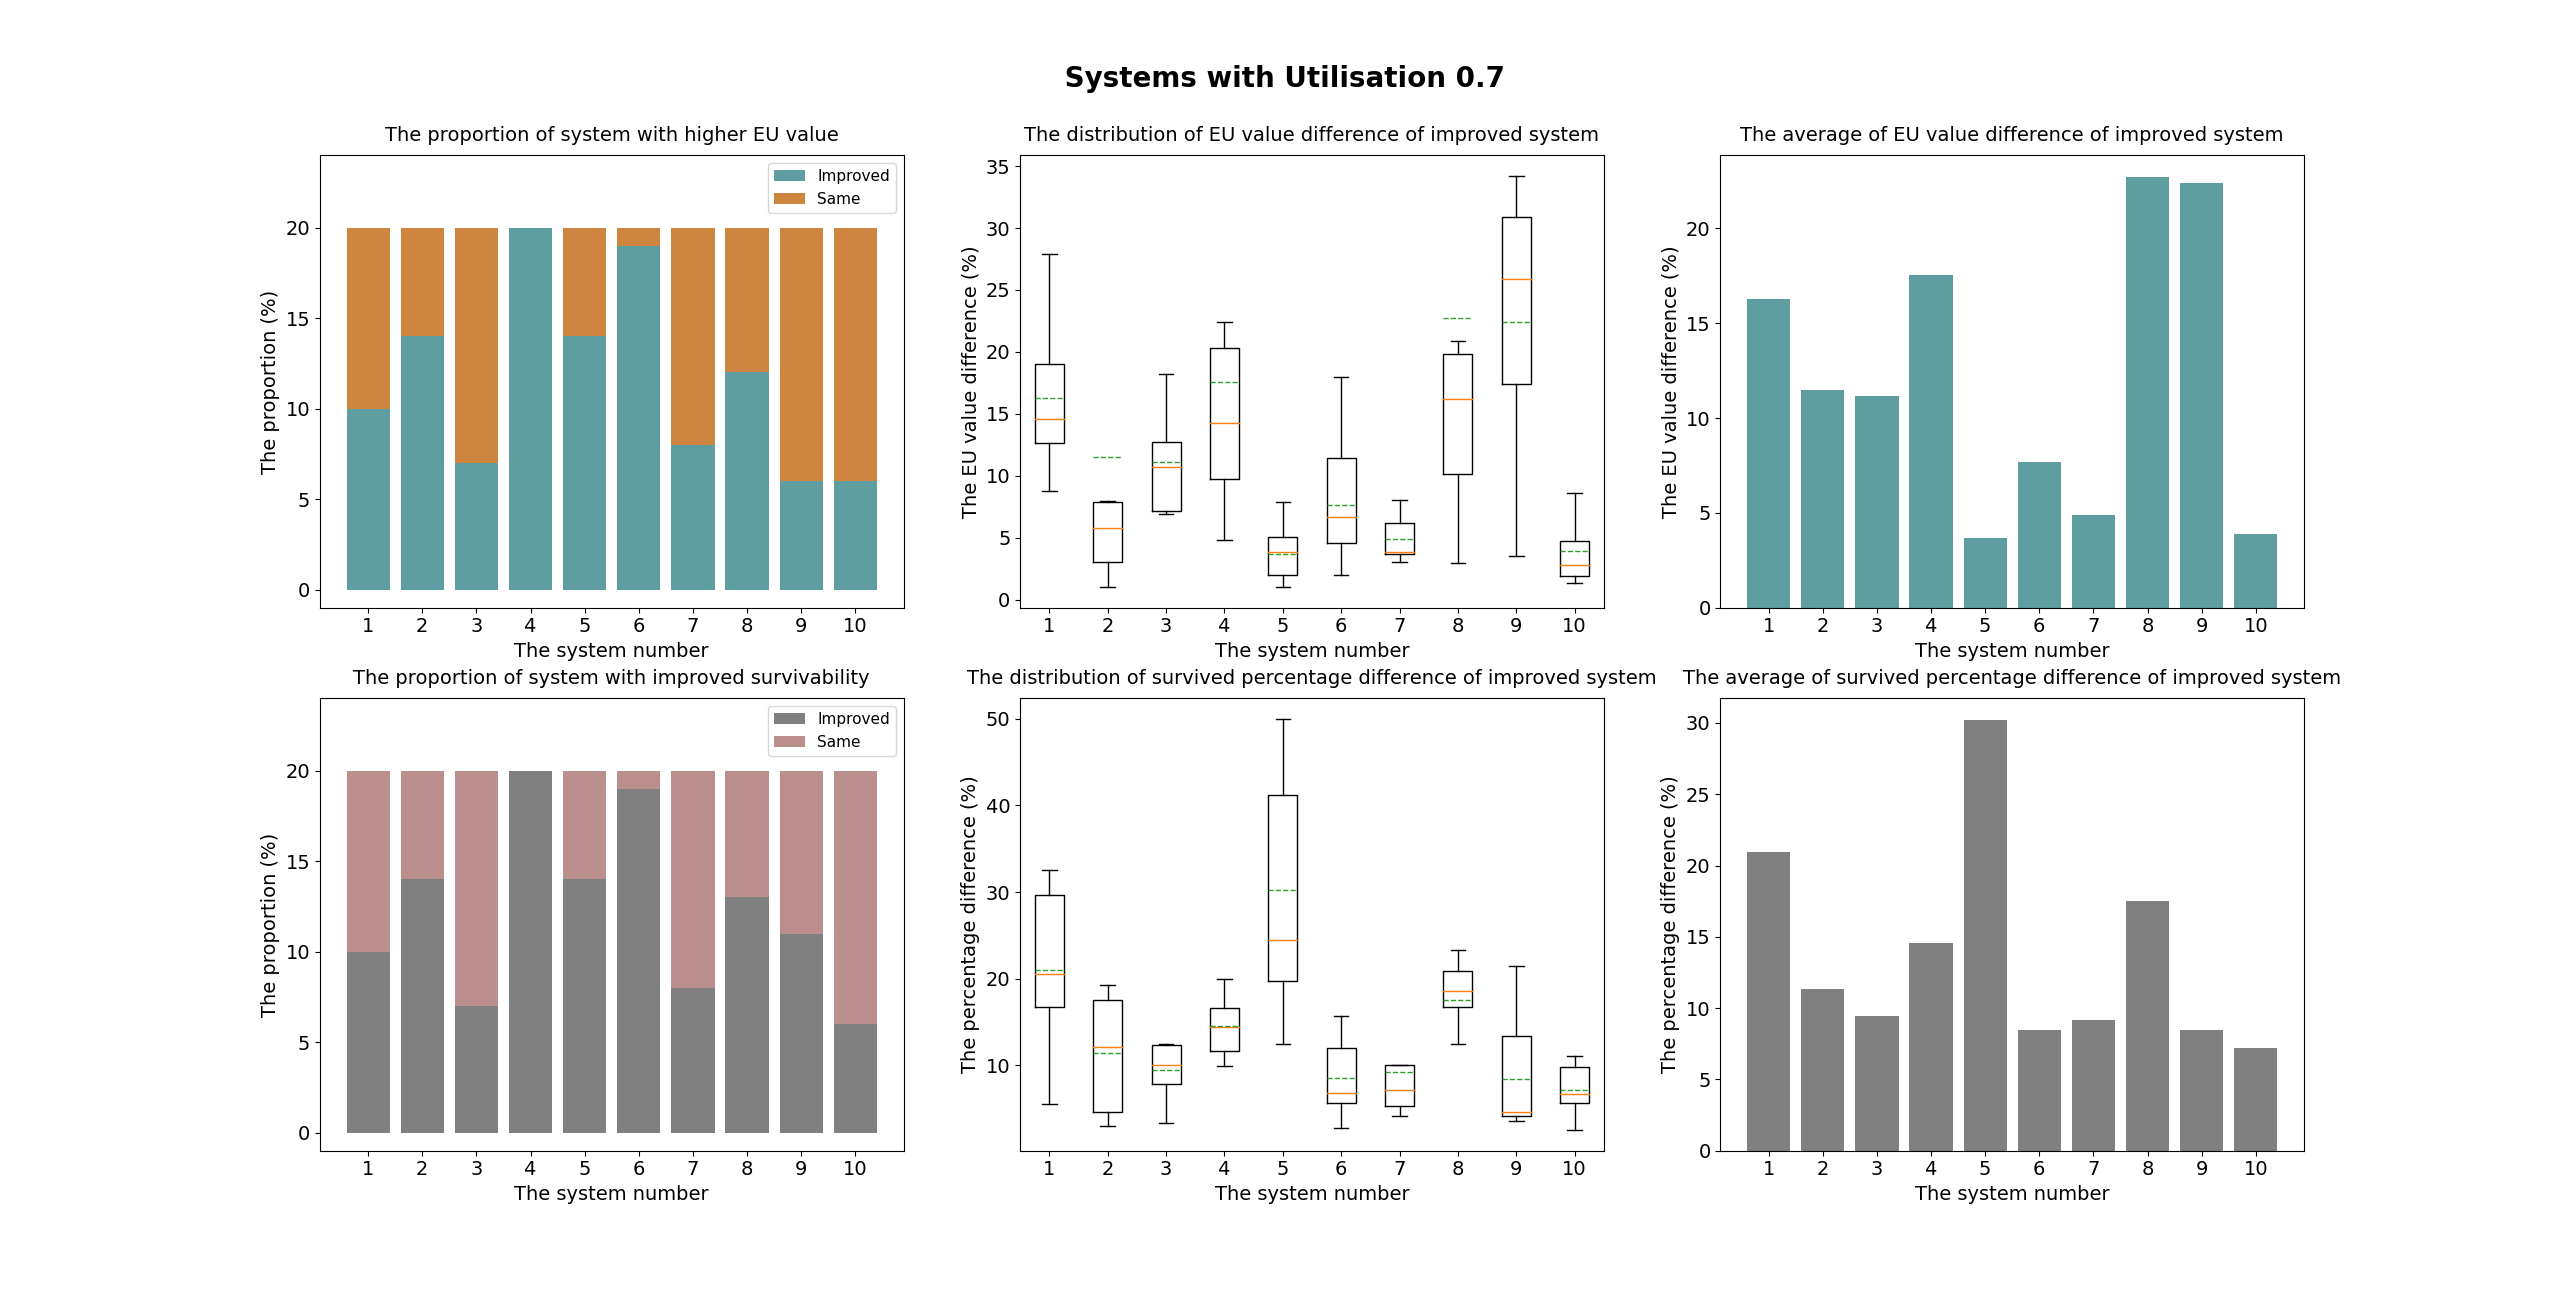 Systems with Utilisation 0.7
The proportion of system with higher EU value
The proportion (%)
20
15
10
5
0
Improved
Same
1 2 3 4 5 6 7 8 9 10
The system number
The distribution of EU value difference of improved system
The EU value difference (%)
35
30
25
20
15
10
5
0
1 2 3 4 5 6 7 8 9 10
The system number
The average of EU value difference of improved system
The EU value difference (%)
20
15
10
5
0
1 2 3 4 5 6 7 8 9 10
The system number
The proportion of system with improved survivability
The proportion (%)
20
15
10
5
0
Improved
Same
1 2 3 4 5 6 7 8 9 10
The system number
The distribution of survived percentage difference of improved system
The percentage difference (%)
50
40
30
20
10
1 2 3 4 5 6 7 8 9 10
The system number
The average of survived percentage difference of improved system
The percentage difference (%)
30
25
20
15
10
5
0
1 2 3 4 5 6 7 8 9 10
The system number